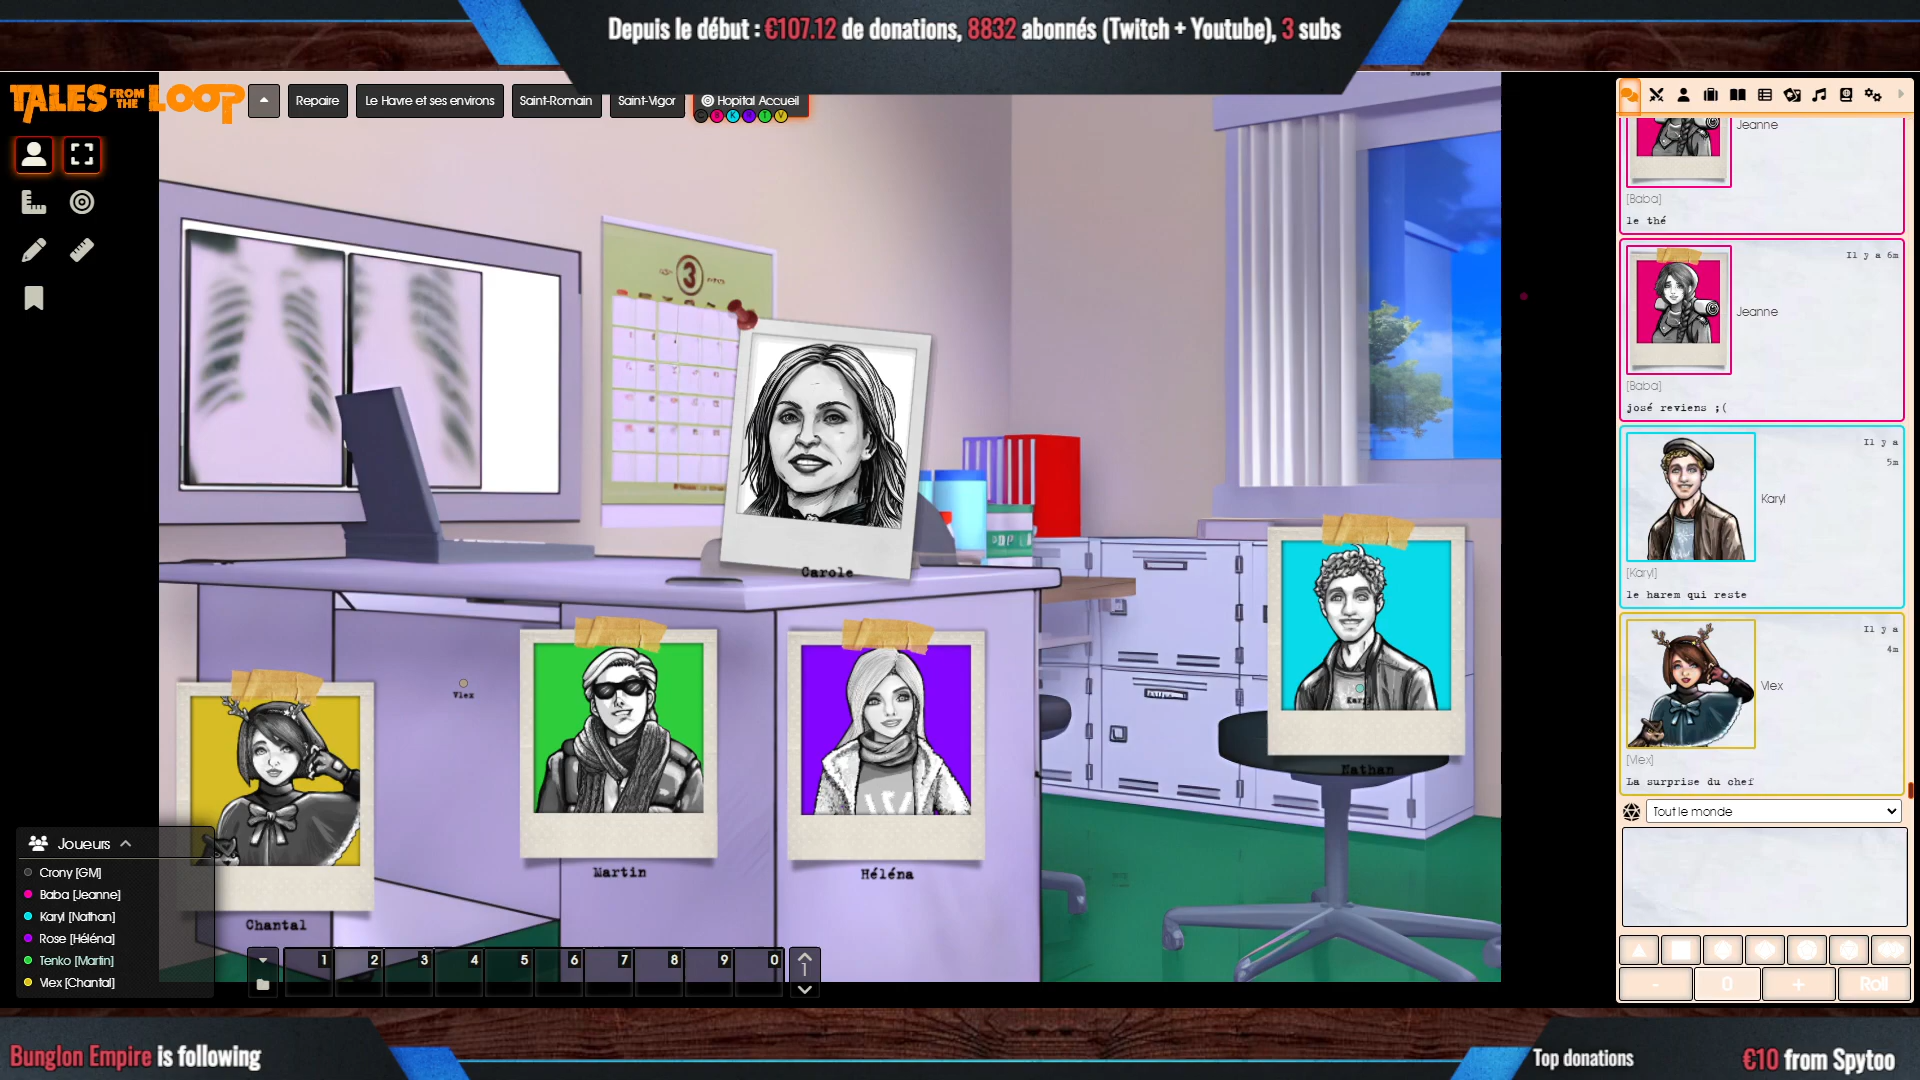 Depuis le début : €107.12 de donations, 8832 abonnés (Twitch + Youtube), 3 subs
TALES FROM THE LOOP
Repaire
Le Havre et ses environs
Saint-Romain
Saint-Vigor
Hopital Accueil
3
Carole
Vlex
Karyl
Nathan
Martin
Héléna
Chantal
Joueurs
Crony [GM]
Baba [Jeanne]
Karyl [Nathan]
Rose [Héléna]
Tenko [Martin]
Vlex [Chantal]
1 2 3 4 5 6 7 8 9 0
1
Jeanne
[Baba]
le thé
Il y a 6m
Jeanne
[Baba]
josé reviens ;(
Il y a
5m
Karyl
[Karyl]
le harem qui reste
Il y a
4m
Vlex
[Vlex]
La surprise du chef
Tout le monde
- 0 + Roll
Bunglon Empire is following
Top donations
€10 from Spytoo